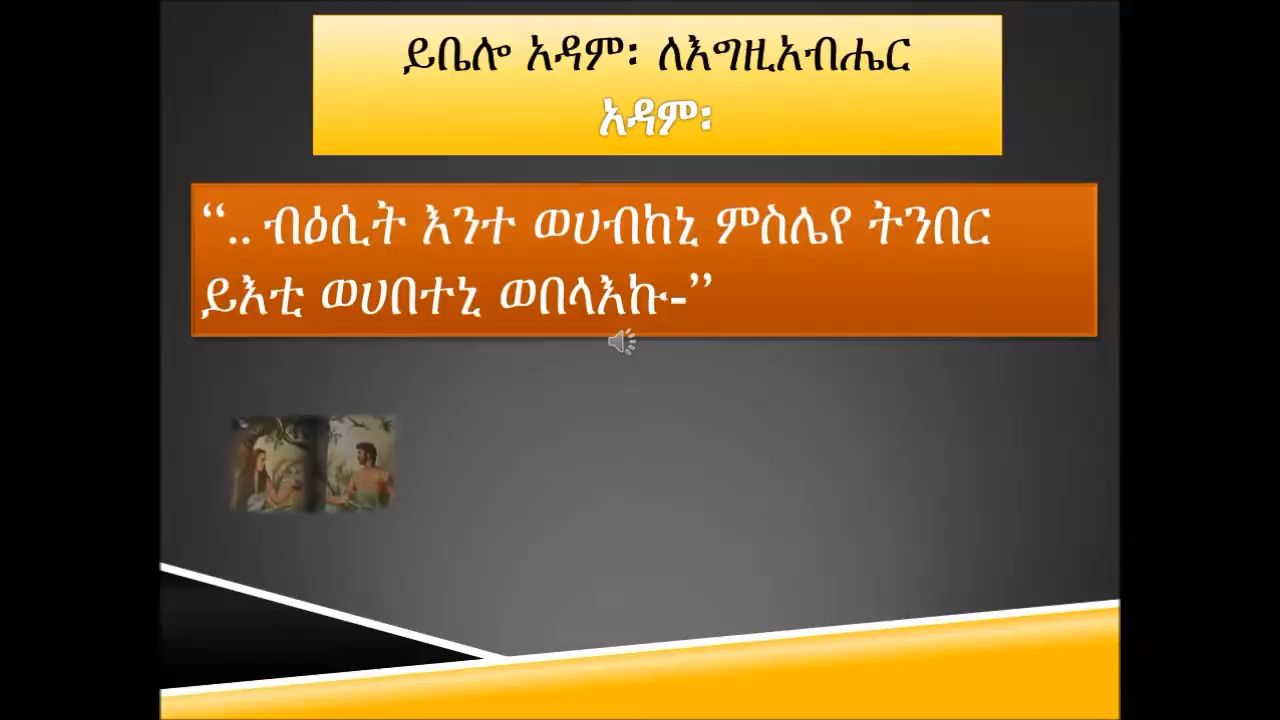 ይቤሎ አዳም፡ ለእግዚአብሔር
አዳም፡
“.. ብዕሲት እንተ ወሀብከኒ ምስሌየ ትንበር
ይእቲ ወሀበተኒ ወበላእኩ-”